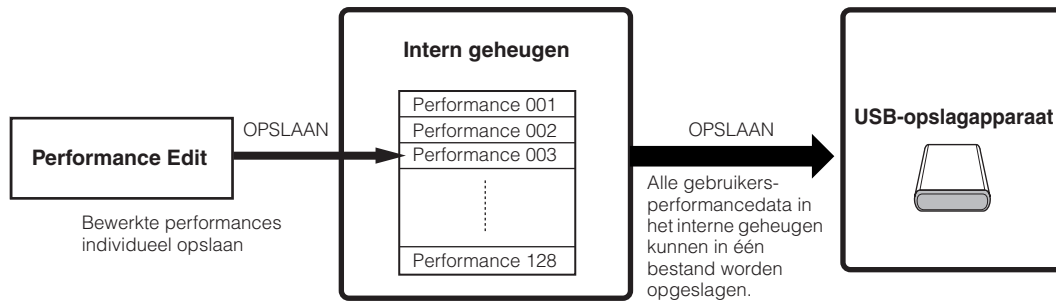 Performance Edit
OPSLAAN
Bewerkte performances
individueel opslaan
Intern geheugen
Performance 001
Performance 002
Performance 003
Performance 128
OPSLAAN
Alle gebruikers-
performancedata in
het interne geheugen
kunnen in één
bestand worden
opgeslagen.
USB-opslagapparaat